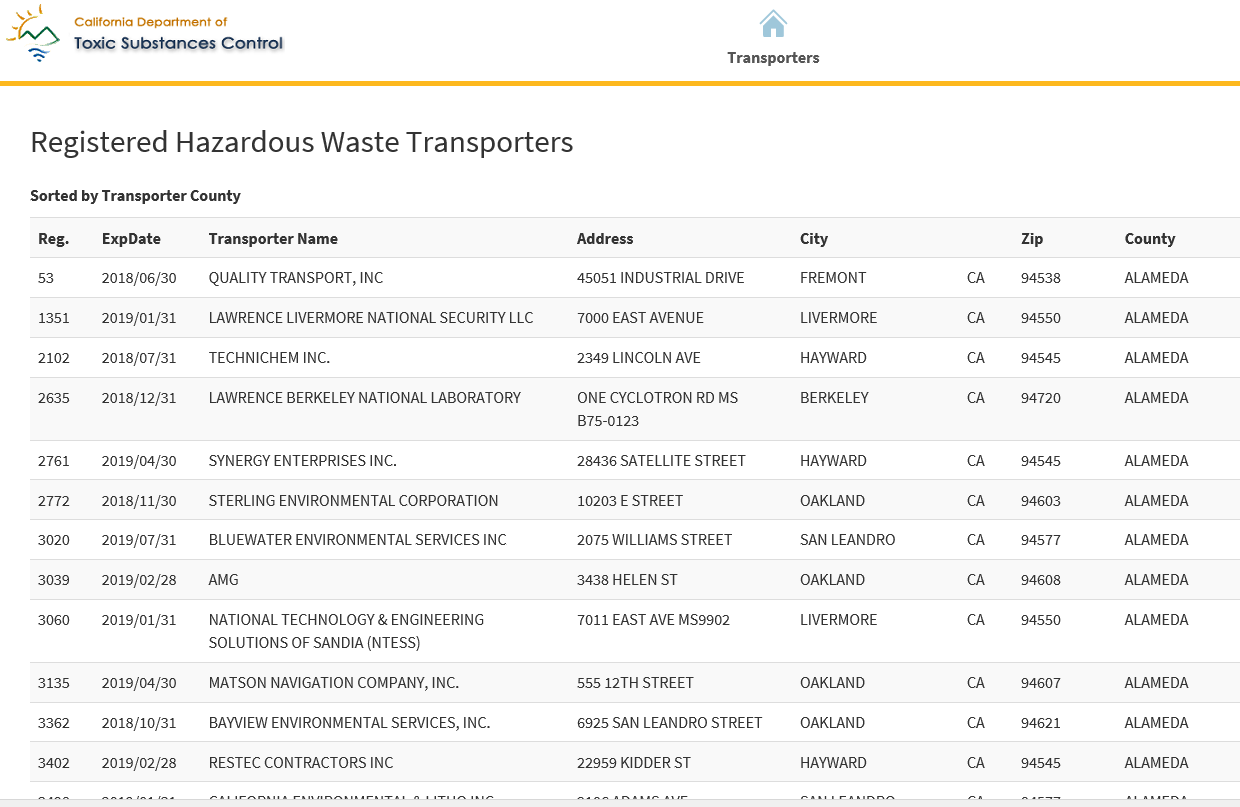 California Department of
Toxic Substances Control
Transporters
Registered Hazardous Waste Transporters
Sorted by Transporter County
Reg. ExpDate Transporter Name Address City Zip County
53 2018/06/30 QUALITY TRANSPORT, INC 45051 INDUSTRIAL DRIVE FREMONT CA 94538 ALAMEDA
1351 2019/01/31 LAWRENCE LIVERMORE NATIONAL SECURITY LLC 7000 EAST AVENUE LIVERMORE CA 94550 ALAMEDA
2102 2018/07/31 TECHNICHEM INC. 2349 LINCOLN AVE HAYWARD CA 94545 ALAMEDA
2635 2018/12/31 LAWRENCE BERKELEY NATIONAL LABORATORY ONE CYCLOTRON RD MS BERKELEY CA 94720 ALAMEDA
B75-0123
2761 2019/04/30 SYNERGY ENTERPRISES INC. 28436 SATELLITE STREET HAYWARD CA 94545 ALAMEDA
2772 2018/11/30 STERLING ENVIRONMENTAL CORPORATION 10203 E STREET OAKLAND CA 94603 ALAMEDA
3020 2019/07/31 BLUEWATER ENVIRONMENTAL SERVICES INC 2075 WILLIAMS STREET SAN LEANDRO CA 94577 ALAMEDA
3039 2019/02/28 AMG 3438 HELEN ST OAKLAND CA 94608 ALAMEDA
3060 2019/01/31 NATIONAL TECHNOLOGY & ENGINEERING 7011 EAST AVE MS9902 LIVERMORE CA 94550 ALAMEDA
SOLUTIONS OF SANDIA (NTESS)
3135 2019/04/30 MATSON NAVIGATION COMPANY, INC. 555 12TH STREET OAKLAND CA 94607 ALAMEDA
3362 2018/10/31 BAYVIEW ENVIRONMENTAL SERVICES, INC. 6925 SAN LEANDRO STREET OAKLAND CA 94621 ALAMEDA
3402 2019/02/28 RESTEC CONTRACTORS INC 22959 KIDDER ST HAYWARD CA 94545 ALAMEDA